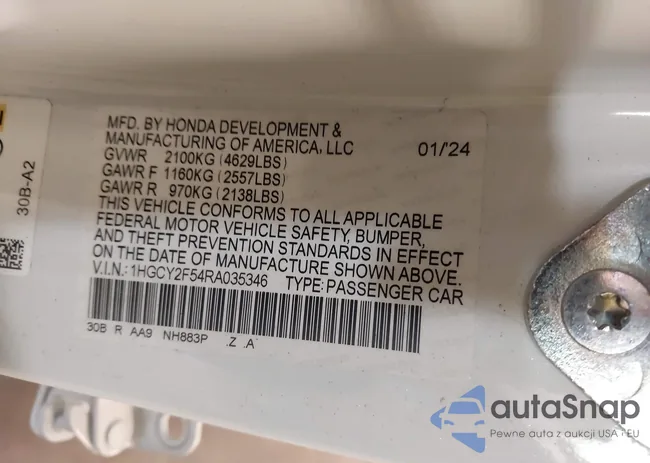 MFD. BY HONDA DEVELOPMENT &
MANUFACTURING OF AMERICA, LLC 01/'24
GVWR 2100KG (4629LBS)
GAWR F 1160KG (2557LBS)
GAWR R 970KG (2138LBS)
THIS VEHICLE CONFORMS TO ALL APPLICABLE
FEDERAL MOTOR VEHICLE SAFETY, BUMPER,
AND THEFT PREVENTION STANDARDS IN EFFECT
ON THE DATE OF MANUFACTURE SHOWN ABOVE.
V.I.N.: 1HGCY2F54RA035346 TYPE: PASSENGER CAR
30B R AA9 NH883P .Z .A
30B-A2
autaSnap
Pewne auta z aukcji USA i EU